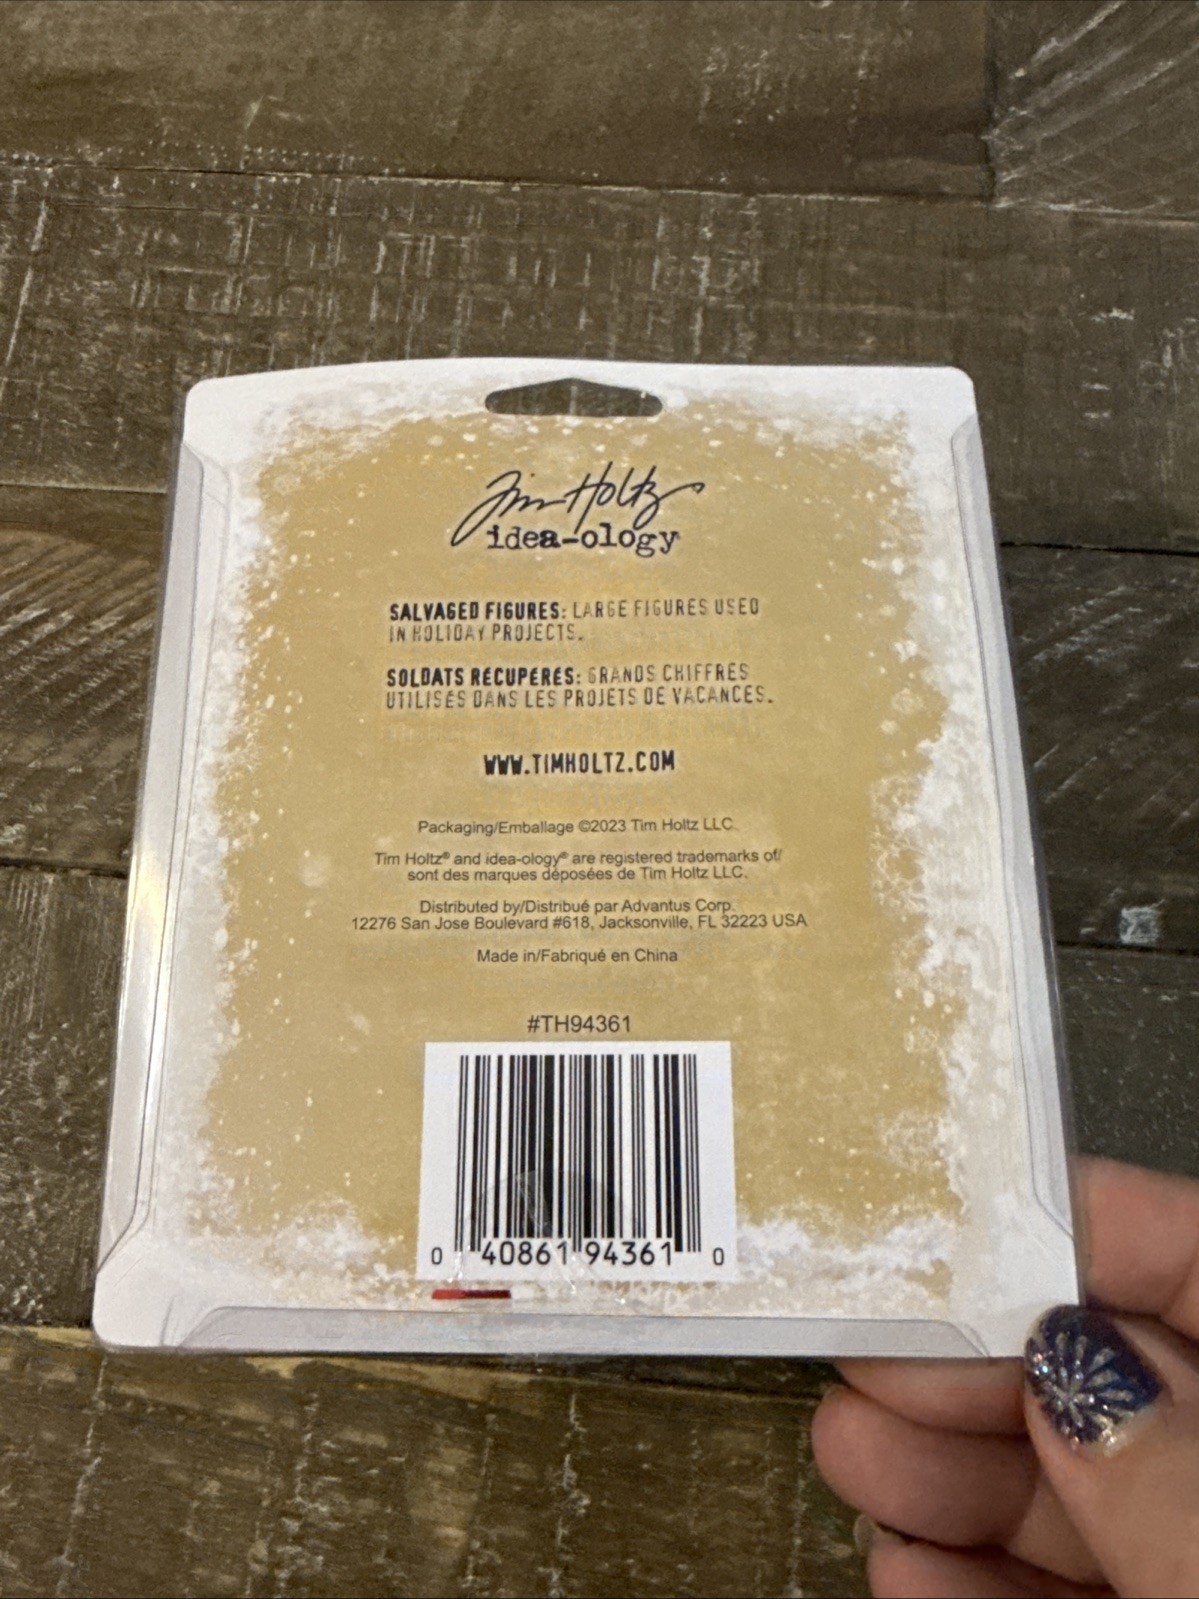 Tim Holtz
idea-ology
SALVAGED FIGURES: LARGE FIGURES USED
IN HOLIDAY PROJECTS.
SOLDATS RÉCUPÉRÉS: GRANDS CHIFFRES
UTILISÉS DANS LES PROJETS DE VACANCES.
WWW.TIMHOLTZ.COM
Packaging/Emballage ©2023 Tim Holtz LLC.
Tim Holtz® and idea-ology® are registered trademarks of/
sont des marques déposées de Tim Holtz LLC.
Distributed by/Distribué par Advantus Corp.
12276 San Jose Boulevard #618, Jacksonville, FL 32223 USA
Made in/Fabriqué en China
#TH94361
0 40861 94361 0